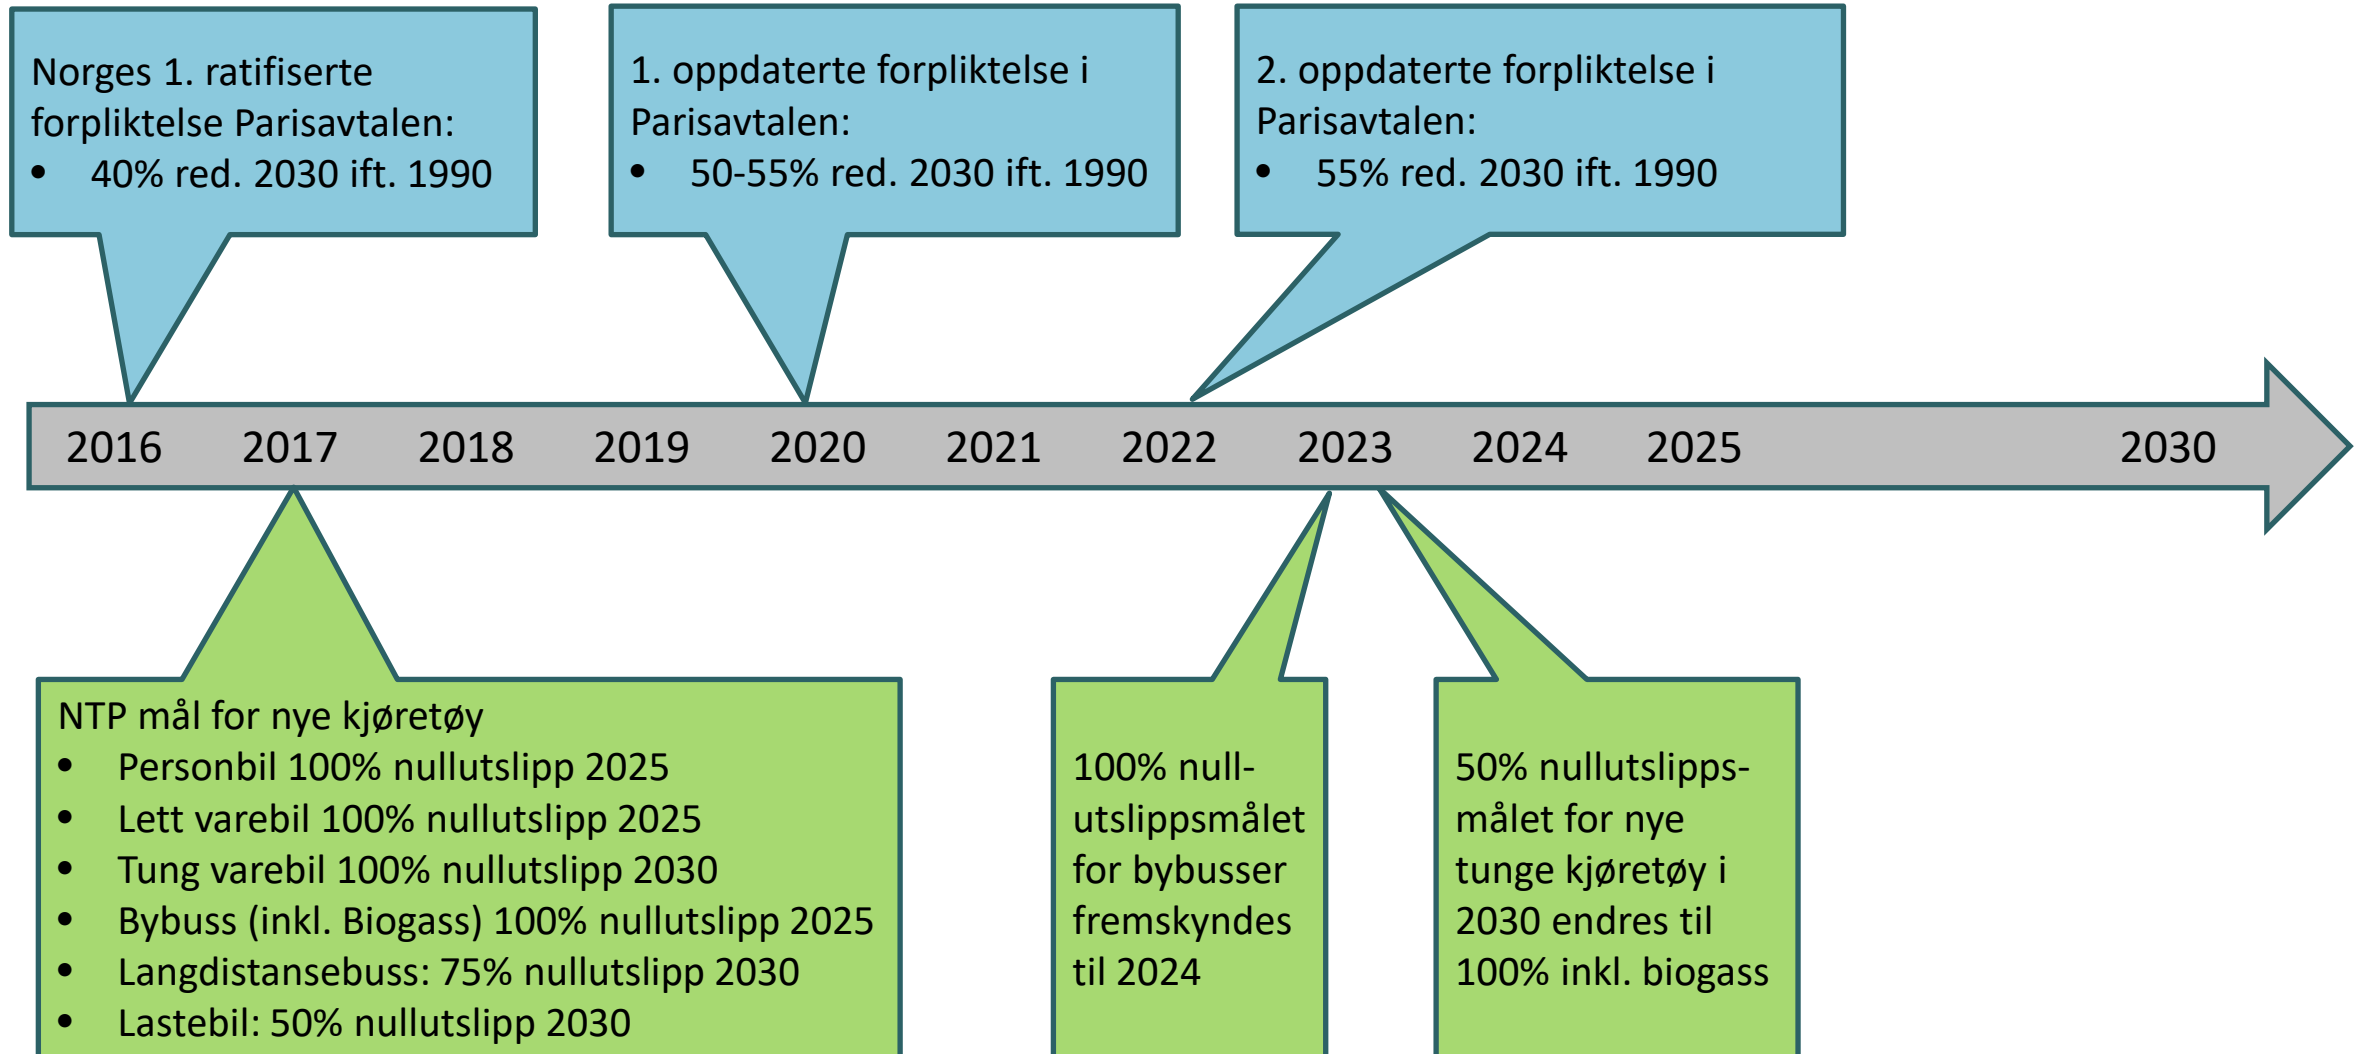 Norges 1. ratifiserte
forpliktelse Parisavtalen:
• 40% red. 2030 ift. 1990
1. oppdaterte forpliktelse i
Parisavtalen:
• 50-55% red. 2030 ift. 1990
2. oppdaterte forpliktelse i
Parisavtalen:
• 55% red. 2030 ift. 1990
2016 2017 2018 2019 2020 2021 2022 2023 2024 2025 2030
NTP mål for nye kjøretøy
• Personbil 100% nullutslipp 2025
• Lett varebil 100% nullutslipp 2025
• Tung varebil 100% nullutslipp 2030
• Bybuss (inkl. Biogass) 100% nullutslipp 2025
• Langdistansebuss: 75% nullutslipp 2030
• Lastebil: 50% nullutslipp 2030
100% null-
utslippsmålet
for bybusser
fremskyndes
til 2024
50% nullutslipps-
målet for nye
tunge kjøretøy i
2030 endres til
100% inkl. biogass